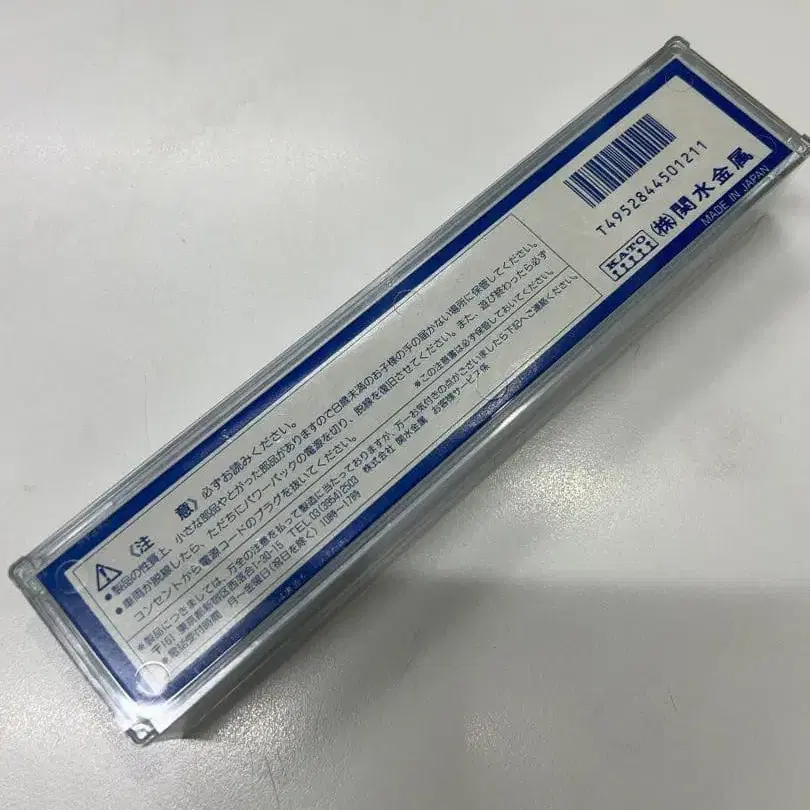 ⚠〈注 意〉必ずお読みください。
●製品の性質上、小さな部品やとがった部品がありますので8歳未満のお子様の手の届かない場所に保管してください。
●車両が脱線したら、ただちにパワーパックの電源を切り、脱線を復旧させてください。また、遊び終わったら必ず
コンセントから電源コードのプラグを抜いてください。
※この注意書は必ず保管しておいてください。
※製品につきましては、万全の注意を払って製造に当たっておりますが、万一お気付きの点がございましたら下記へご連絡ください。
〒161 東京都新宿区西落合1-30-15 TEL.03(3954)2503 株式会社 関水金属 お客様サービス係
●電話受付時間 月～金曜日(祝日を除く)10時～17時
T4952844501211
KATO ㈱関水金属
MADE IN JAPAN